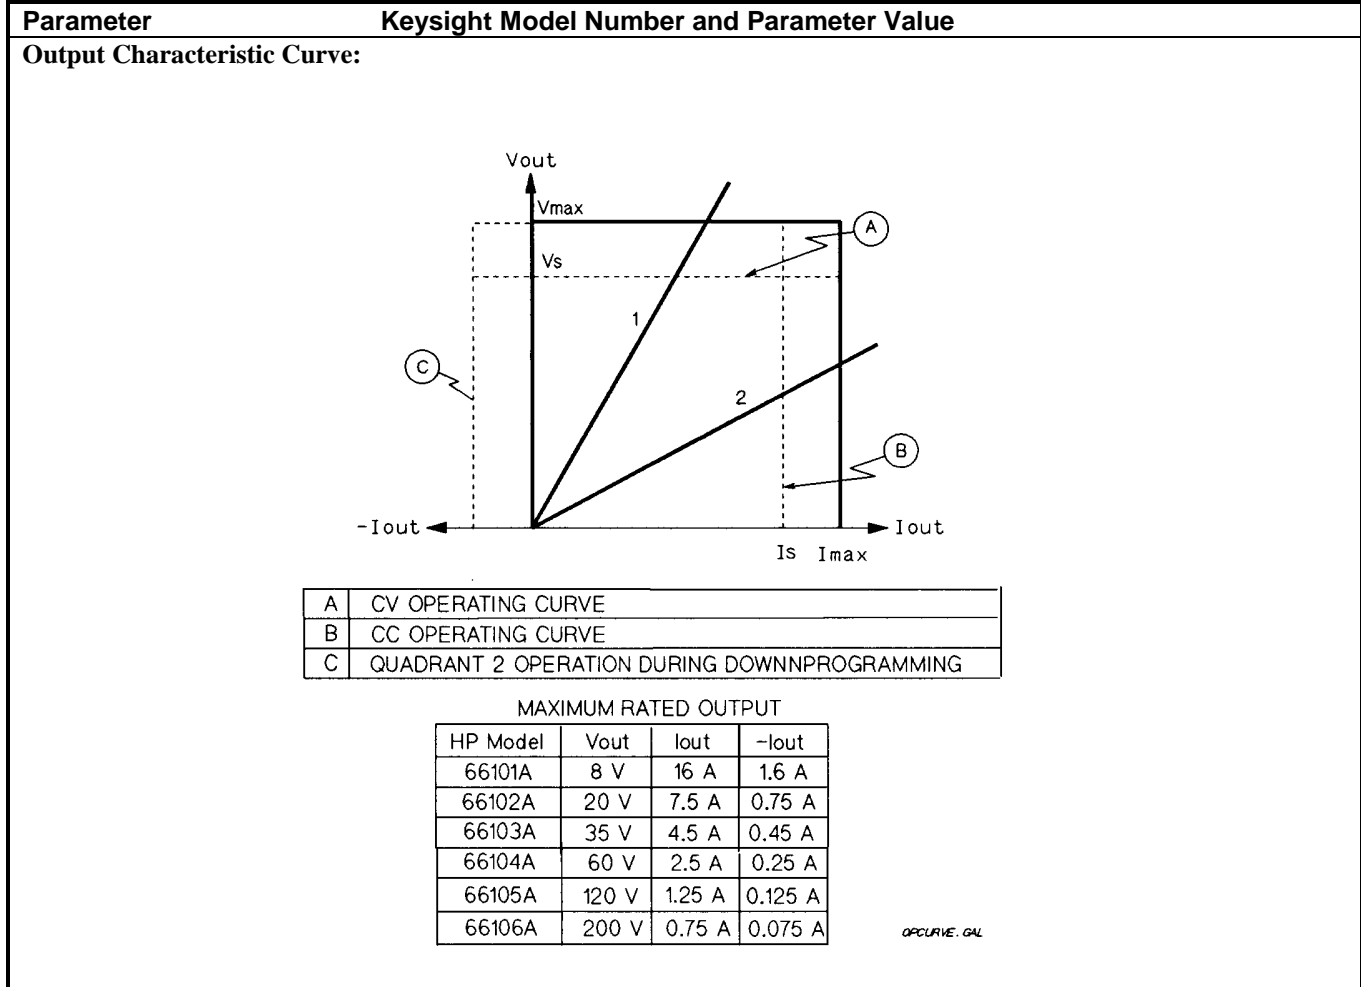 Parameter Keysight Model Number and Parameter Value
Output Characteristic Curve:
Vout
Vmax
A
Vs
1
C
2
B
-Iout Iout
Is Imax
A CV OPERATING CURVE
B CC OPERATING CURVE
C QUADRANT 2 OPERATION DURING DOWNNPROGRAMMING
MAXIMUM RATED OUTPUT
HP Model Vout Iout -Iout
66101A 8 V 16 A 1.6 A
66102A 20 V 7.5 A 0.75 A
66103A 35 V 4.5 A 0.45 A
66104A 60 V 2.5 A 0.25 A
66105A 120 V 1.25 A 0.125 A
66106A 200 V 0.75 A 0.075 A
OPCURVE.GAL